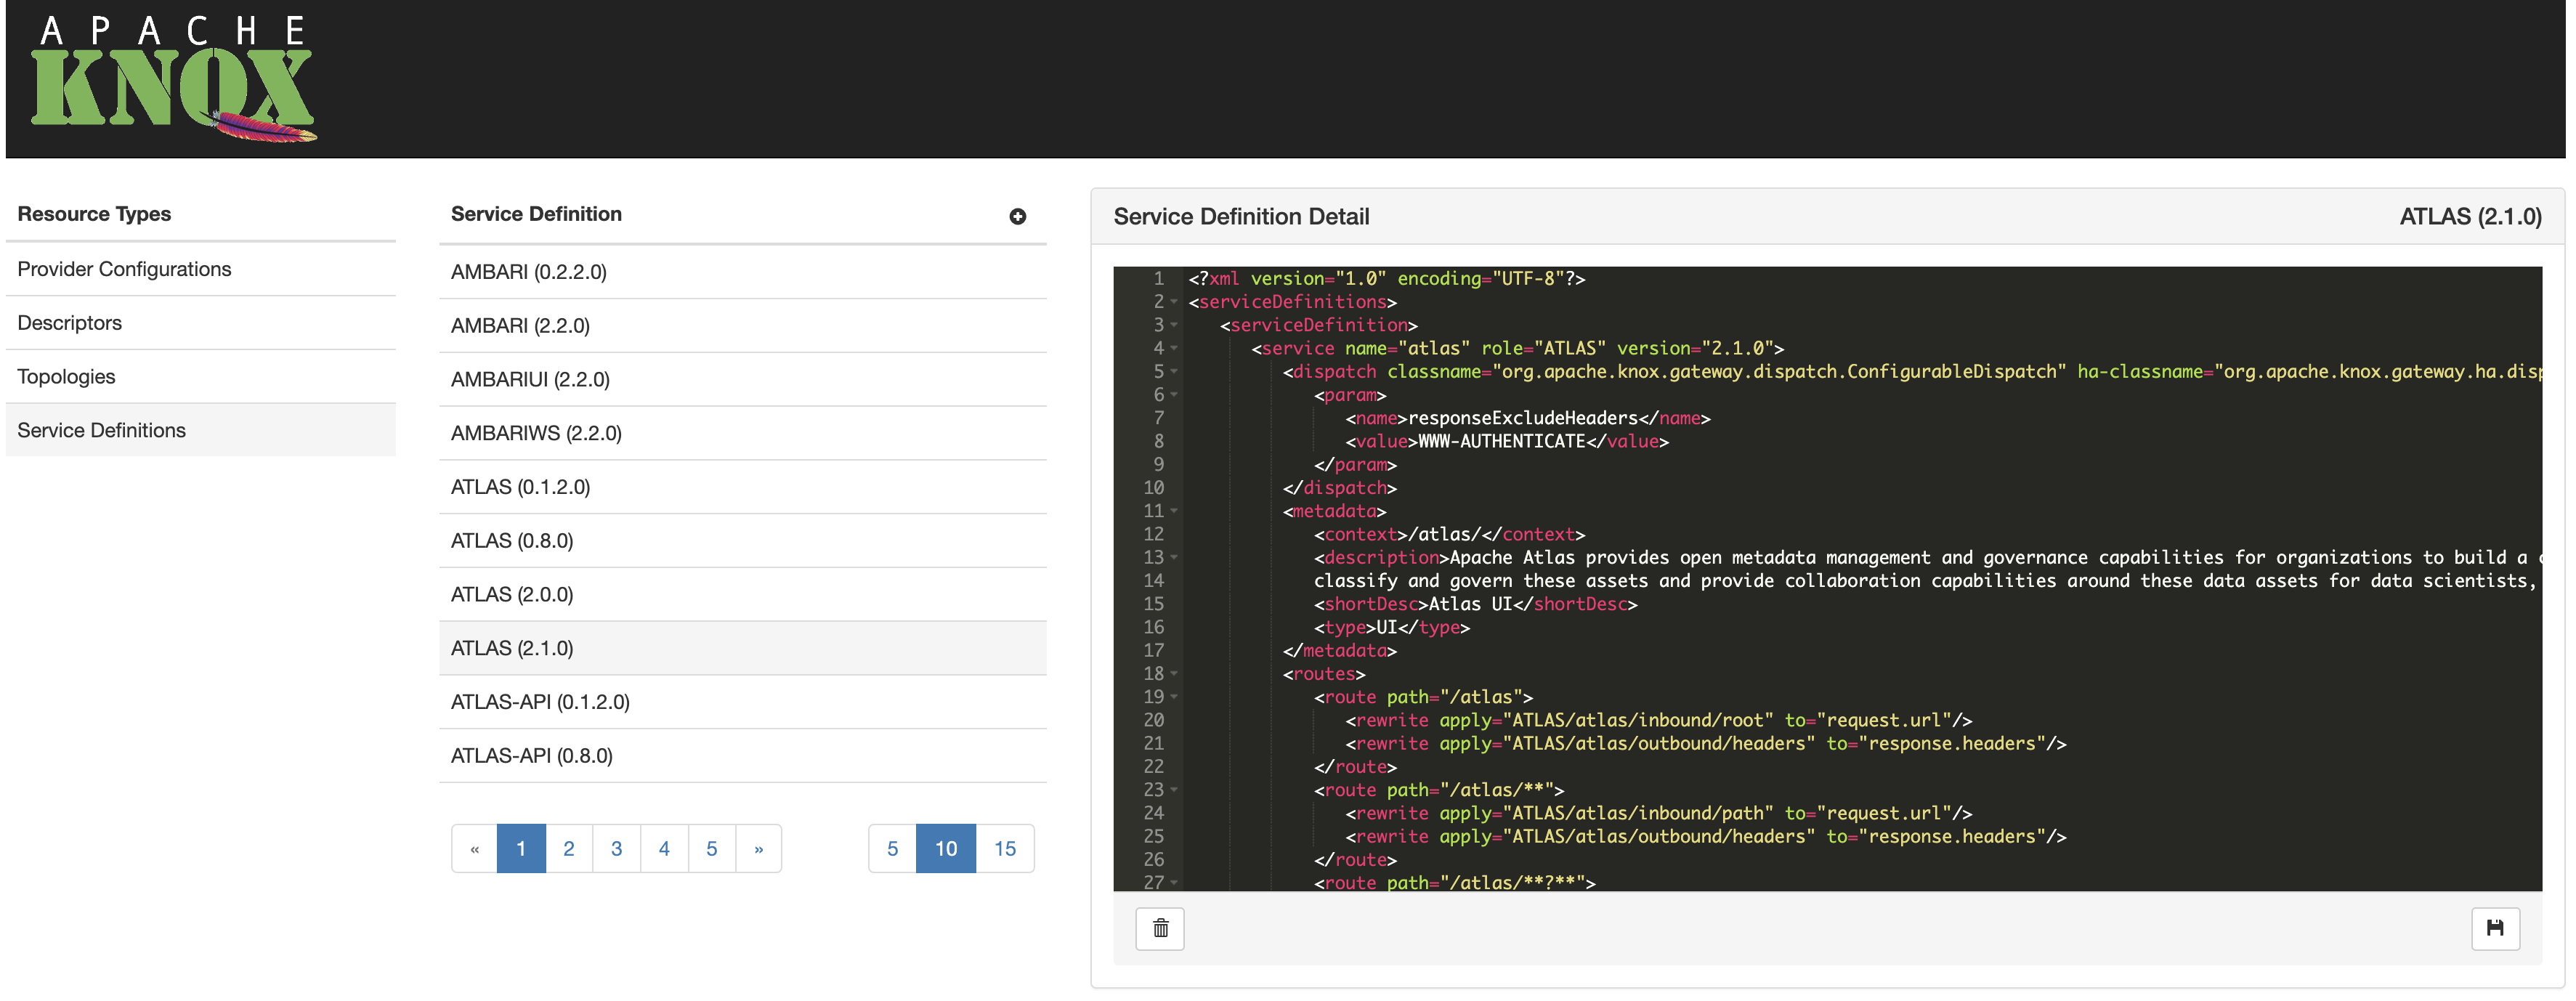 APACHE
KNOX
Resource Types
Provider Configurations
Descriptors
Topologies
Service Definitions
Service Definition
AMBARI (0.2.2.0)
AMBARI (2.2.0)
AMBARIUI (2.2.0)
AMBARIWS (2.2.0)
ATLAS (0.1.2.0)
ATLAS (0.8.0)
ATLAS (2.0.0)
ATLAS (2.1.0)
ATLAS-API (0.1.2.0)
ATLAS-API (0.8.0)
« 1 2 3 4 5 » 5 10 15
Service Definition Detail ATLAS (2.1.0)
1 <?xml version="1.0" encoding="UTF-8"?>
2 <serviceDefinitions>
3 <serviceDefinition>
4 <service name="atlas" role="ATLAS" version="2.1.0">
5 <dispatch classname="org.apache.knox.gateway.dispatch.ConfigurableDispatch" ha-classname="org.apache.knox.gateway.ha.disp
6 <param>
7 <name>responseExcludeHeaders</name>
8 <value>WWW-AUTHENTICATE</value>
9 </param>
10 </dispatch>
11 <metadata>
12 <context>/atlas/</context>
13 <description>Apache Atlas provides open metadata management and governance capabilities for organizations to build a
14 classify and govern these assets and provide collaboration capabilities around these data assets for data scientists,
15 <shortDesc>Atlas UI</shortDesc>
16 <type>UI</type>
17 </metadata>
18 <routes>
19 <route path="/atlas">
20 <rewrite apply="ATLAS/atlas/inbound/root" to="request.url"/>
21 <rewrite apply="ATLAS/atlas/outbound/headers" to="response.headers"/>
22 </route>
23 <route path="/atlas/**">
24 <rewrite apply="ATLAS/atlas/inbound/path" to="request.url"/>
25 <rewrite apply="ATLAS/atlas/outbound/headers" to="response.headers"/>
26 </route>
27 <route path="/atlas/**?**">